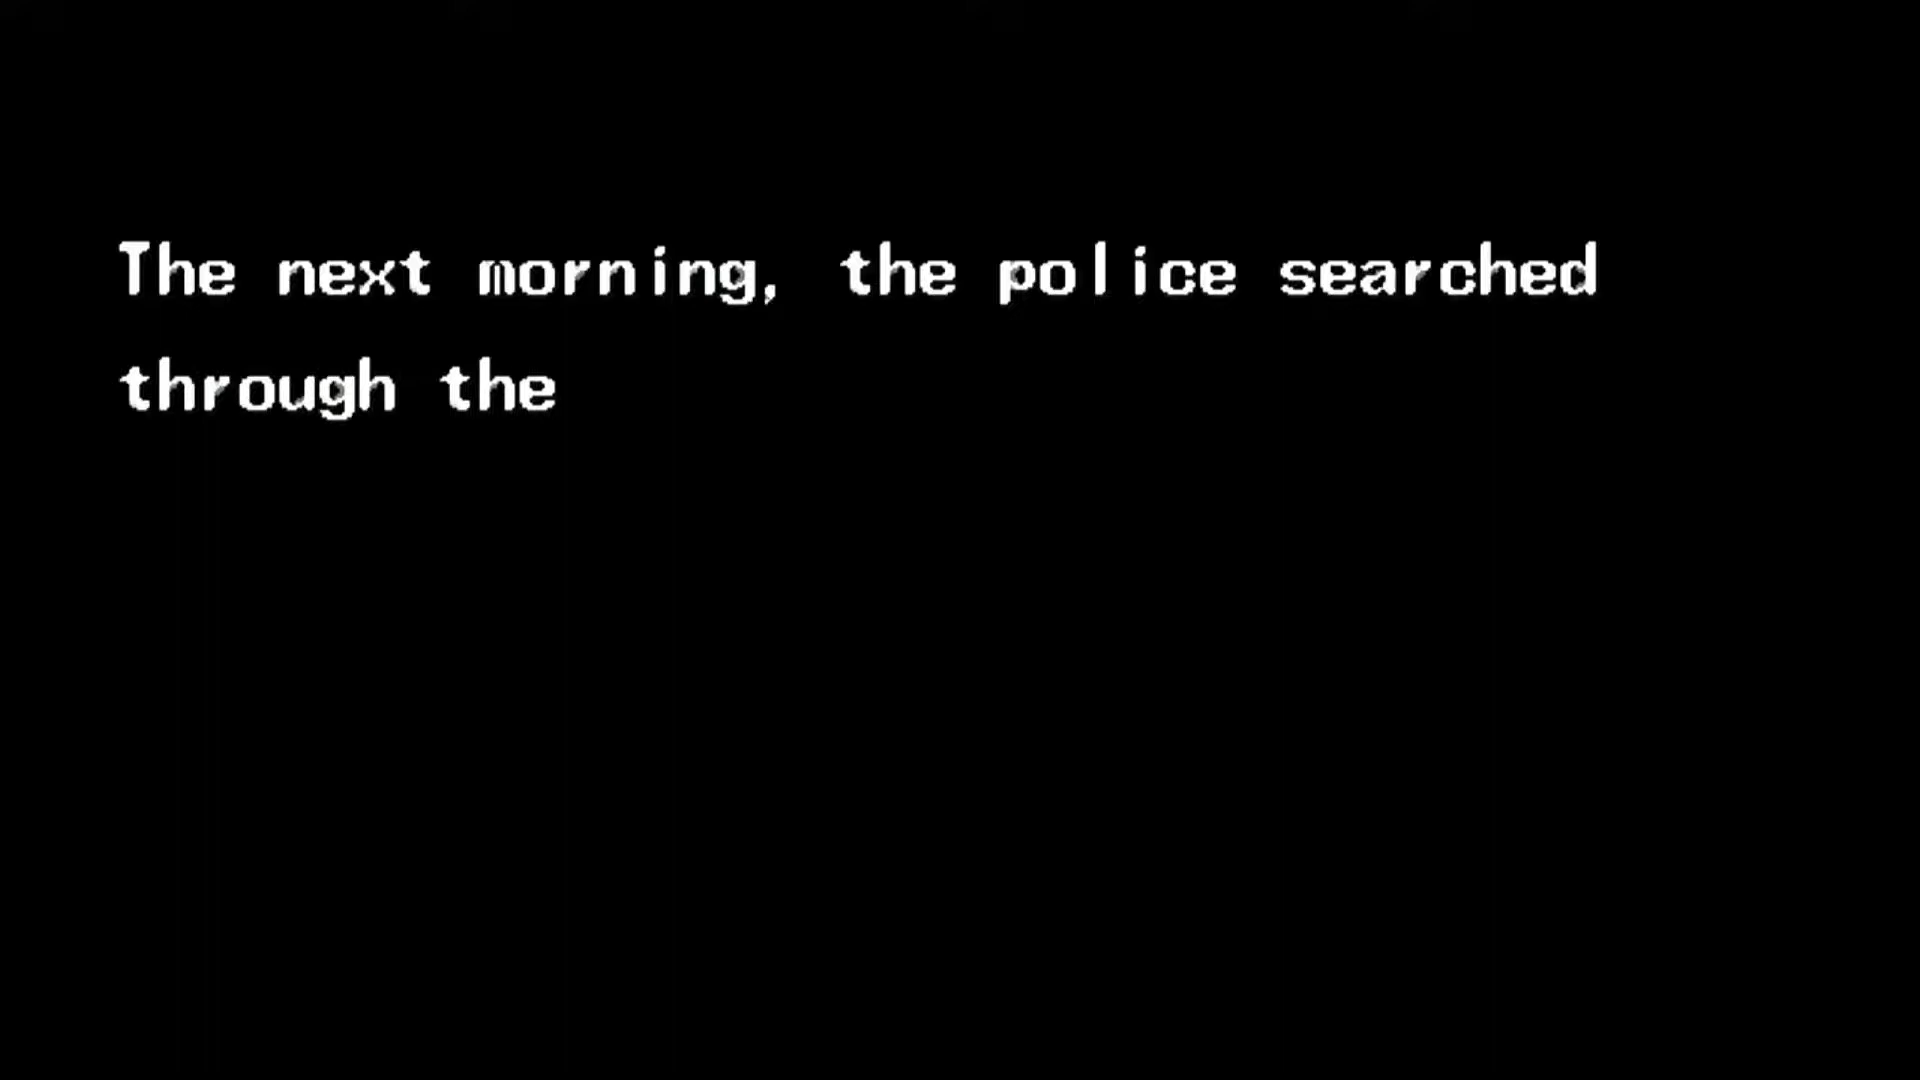 The next morning, the police searched
through the